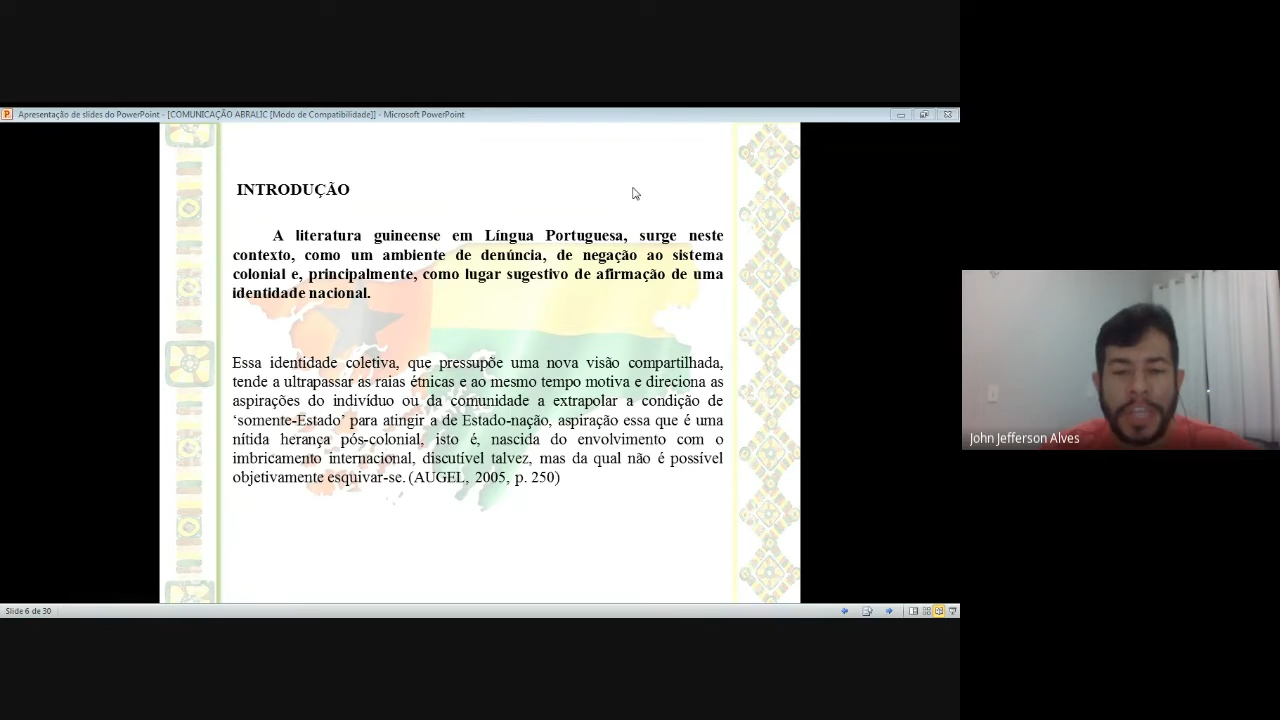 Apresentação de slides do PowerPoint - [COMUNICAÇÃO ABRALIC [Modo de Compatibilidade]] - Microsoft PowerPoint
INTRODUÇÃO
A literatura guineense em Língua Portuguesa, surge neste
contexto, como um ambiente de denúncia, de negação ao sistema
colonial e, principalmente, como lugar sugestivo de afirmação de uma
identidade nacional.
Essa identidade coletiva, que pressupõe uma nova visão compartilhada,
tende a ultrapassar as raias étnicas e ao mesmo tempo motiva e direciona as
aspirações do indivíduo ou da comunidade a extrapolar a condição de
‘somente-Estado’ para atingir a de Estado-nação, aspiração essa que é uma
nítida herança pós-colonial, isto é, nascida do envolvimento com o
imbricamento internacional, discutível talvez, mas da qual não é possível
objetivamente esquivar-se. (AUGEL, 2005, p. 250)
John Jefferson Alves
Slide 6 de 30